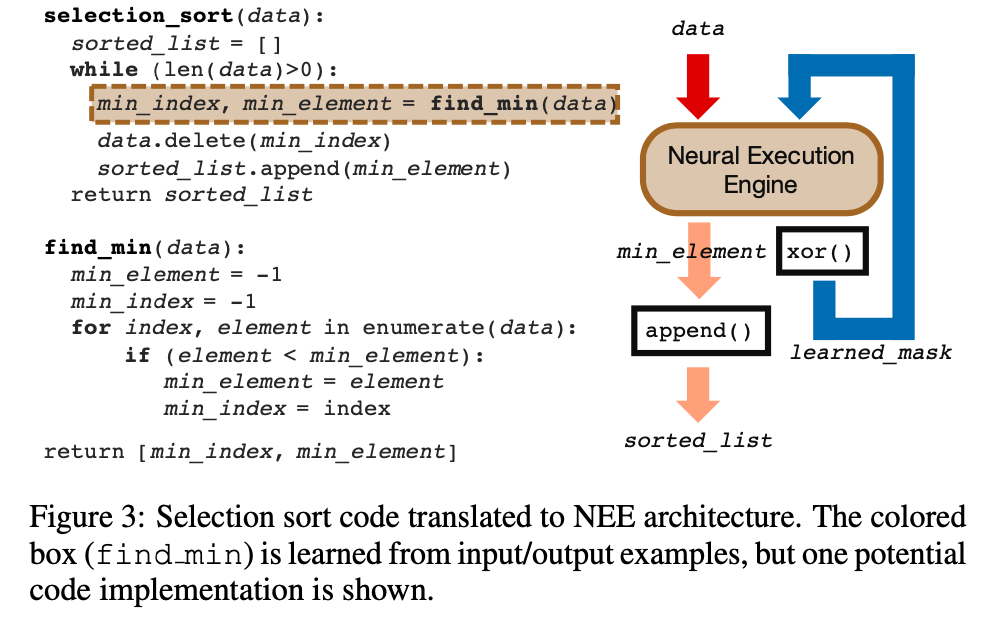 selection_sort(data):
sorted_list = []
while (len(data)>0):
min_index, min_element = find_min(data)
data.delete(min_index)
sorted_list.append(min_element)
return sorted_list
find_min(data):
min_element = -1
min_index = -1
for index, element in enumerate(data):
if (element < min_element):
min_element = element
min_index = index
return [min_index, min_element]
data
Neural Execution
Engine
min_element
xor()
append()
learned_mask
sorted_list
Figure 3: Selection sort code translated to NEE architecture. The colored
box (find_min) is learned from input/output examples, but one potential
code implementation is shown.